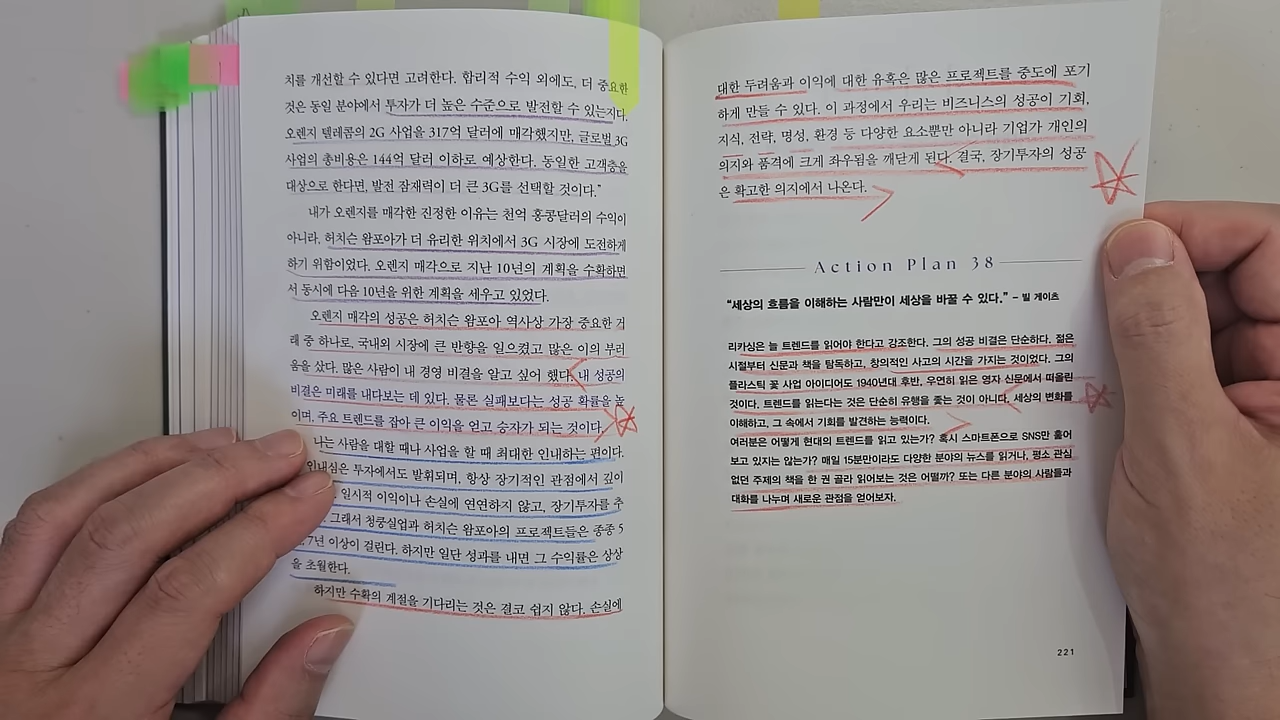 치를 개선할 수 있다면 고려한다. 합리적 수익 외에도, 더 중요한
것은 동일 분야에서 투자가 더 높은 수준으로 발전할 수 있는지다.
오렌지 텔레콤의 2G 사업을 317억 달러에 매각했지만, 글로벌 3G
사업의 총비용은 144억 달러 이하로 예상한다. 동일한 고객층을
대상으로 한다면, 발전 잠재력이 더 큰 3G를 선택할 것이다."
내가 오렌지를 매각한 진정한 이유는 천억 홍콩달러의 수익이
아니라, 허치슨 왐포아가 더 유리한 위치에서 3G 시장에 도전하게
하기 위함이었다. 오렌지 매각으로 지난 10년의 계획을 수확하면
서 동시에 다음 10년을 위한 계획을 세우고 있었다.
오렌지 매각의 성공은 허치슨 왐포아 역사상 가장 중요한 거
래 중 하나로, 국내외 시장에 큰 반향을 일으켰고 많은 이의 부러
움을 샀다. 많은 사람이 내 경영 비결을 알고 싶어 했다. 내 성공의
비결은 미래를 내다보는 데 있다. 물론 실패보다는 성공 확률을 높
이며, 주요 트렌드를 잡아 큰 이익을 얻고 승자가 되는 것이다.
나는 사람을 대할 때나 사업을 할 때 최대한 인내하는 편이다.
인내심은 투자에서도 발휘되며, 항상 장기적인 관점에서 깊이
일시적 이익이나 손실에 연연하지 않고, 장기투자를 추
그래서 청쿵실업과 허치슨 왐포아의 프로젝트들은 종종 5
7년 이상이 걸린다. 하지만 일단 성과를 내면 그 수익률은 상상
을 초월한다.
하지만 수확의 계절을 기다리는 것은 결코 쉽지 않다. 손실에
대한 두려움과 이익에 대한 유혹은 많은 프로젝트를 중도에 포기
하게 만들 수 있다. 이 과정에서 우리는 비즈니스의 성공이 기회,
지식, 전략, 명성, 환경 등 다양한 요소뿐만 아니라 기업가 개인의
의지와 품격에 크게 좌우됨을 깨닫게 된다. 결국, 장기투자의 성공
은 확고한 의지에서 나온다.
Action Plan 38
“세상의 흐름을 이해하는 사람만이 세상을 바꿀 수 있다.” – 빌 게이츠
리카싱은 늘 트렌드를 읽어야 한다고 강조한다. 그의 성공 비결은 단순하다. 젊은
시절부터 신문과 책을 탐독하고, 창의적인 사고의 시간을 가지는 것이었다. 그의
플라스틱 꽃 사업 아이디어도 1940년대 후반, 우연히 읽은 영자 신문에서 떠올린
것이다. 트렌드를 읽는다는 것은 단순히 유행을 좇는 것이 아니다. 세상의 변화를
이해하고, 그 속에서 기회를 발견하는 능력이다.
여러분은 어떻게 현대의 트렌드를 읽고 있는가? 혹시 스마트폰으로 SNS만 훑어
보고 있지는 않는가? 매일 15분만이라도 다양한 분야의 뉴스를 읽거나, 평소 관심
없던 주제의 책을 한 권 골라 읽어보는 것은 어떨까? 또는 다른 분야의 사람들과
대화를 나누며 새로운 관점을 얻어보자.
221